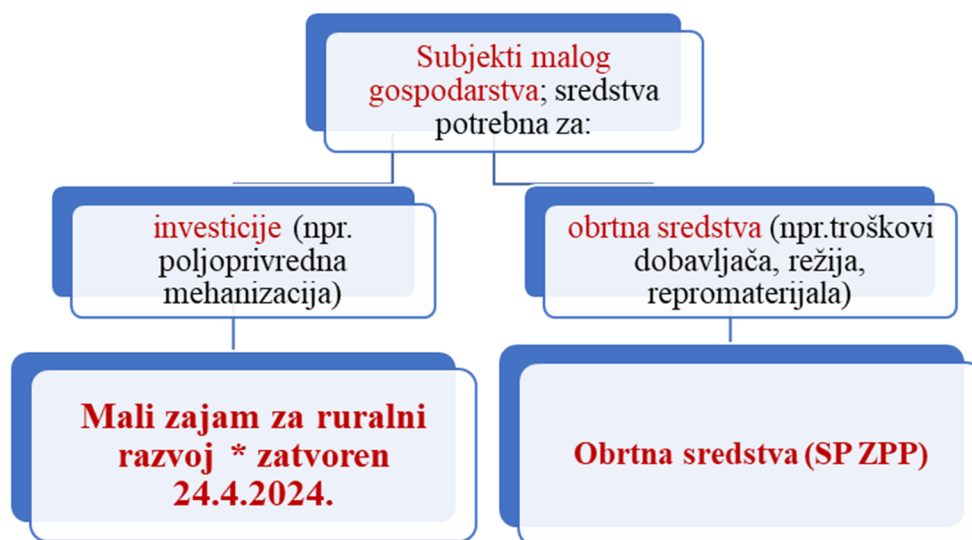 Subjekti malog
gospodarstva; sredstva
potrebna za:
investicije (npr.
poljoprivredna
mehanizacija)
obrtna sredstva (npr.troškovi
dobavljača, režija,
repromaterijala)
Mali zajam za ruralni
razvoj * zatvoren
24.4.2024.
Obrtna sredstva (SP ZPP)